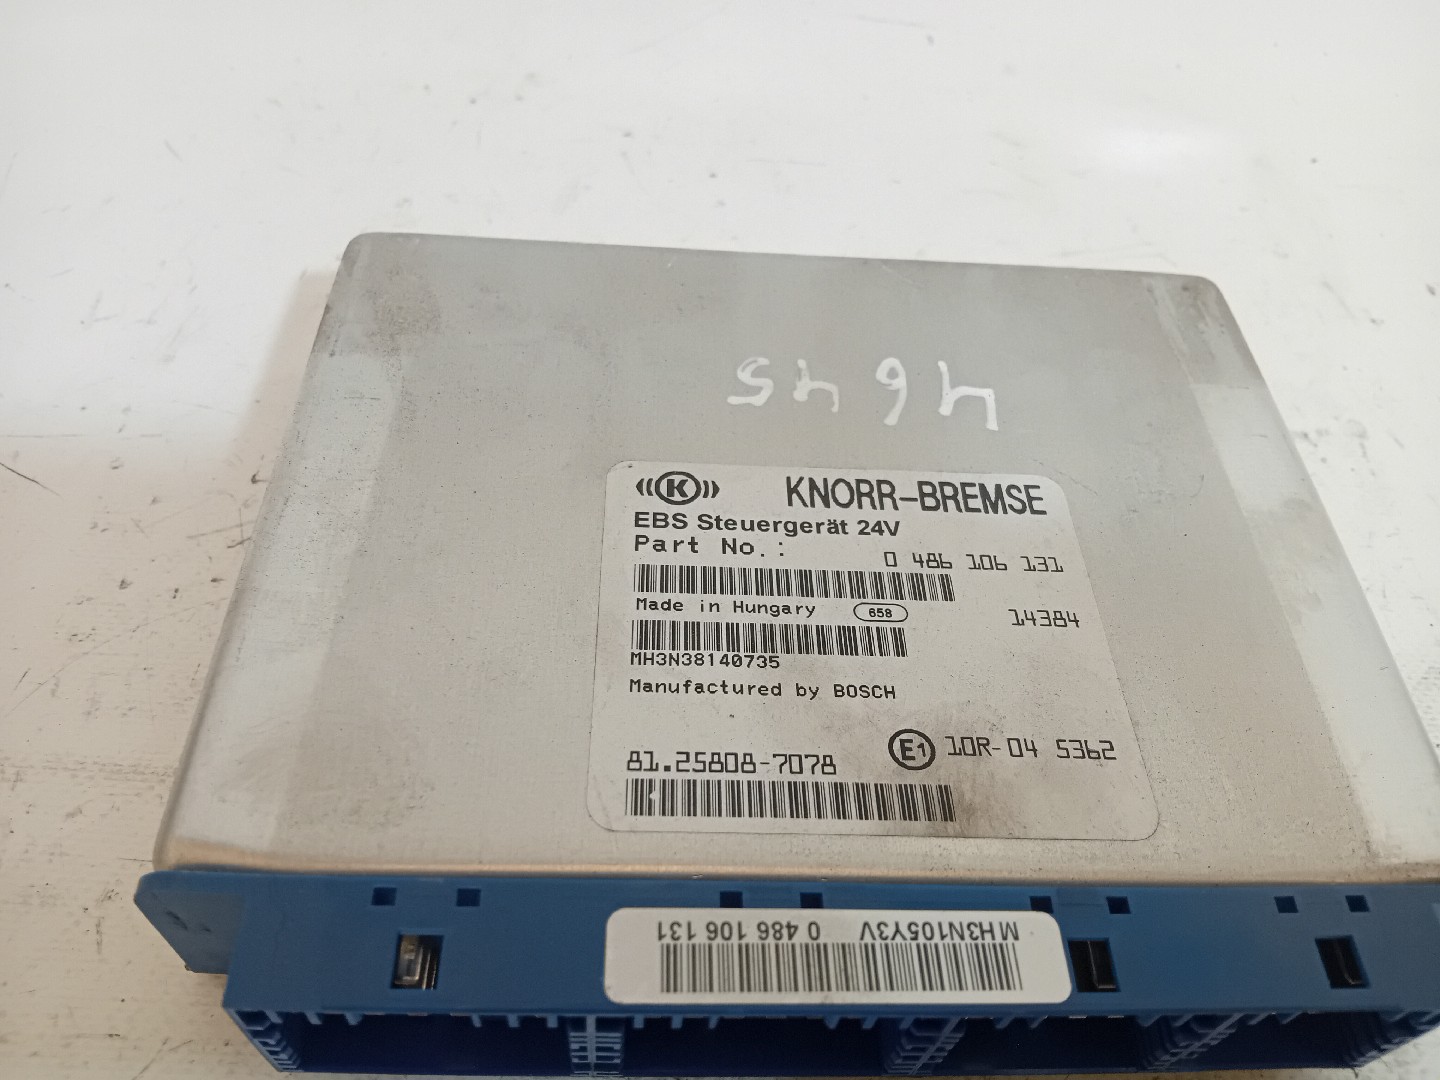 4645
K
KNORR-BREMSE
EBS Steuergerät 24V
Part No.: 0 486 106 131
Made in Hungary 658 14384
MH3N38140735
Manufactured by BOSCH
E1 10R-04 5362
81.25808-7078
MH3N105Y3V 0 486 106 131